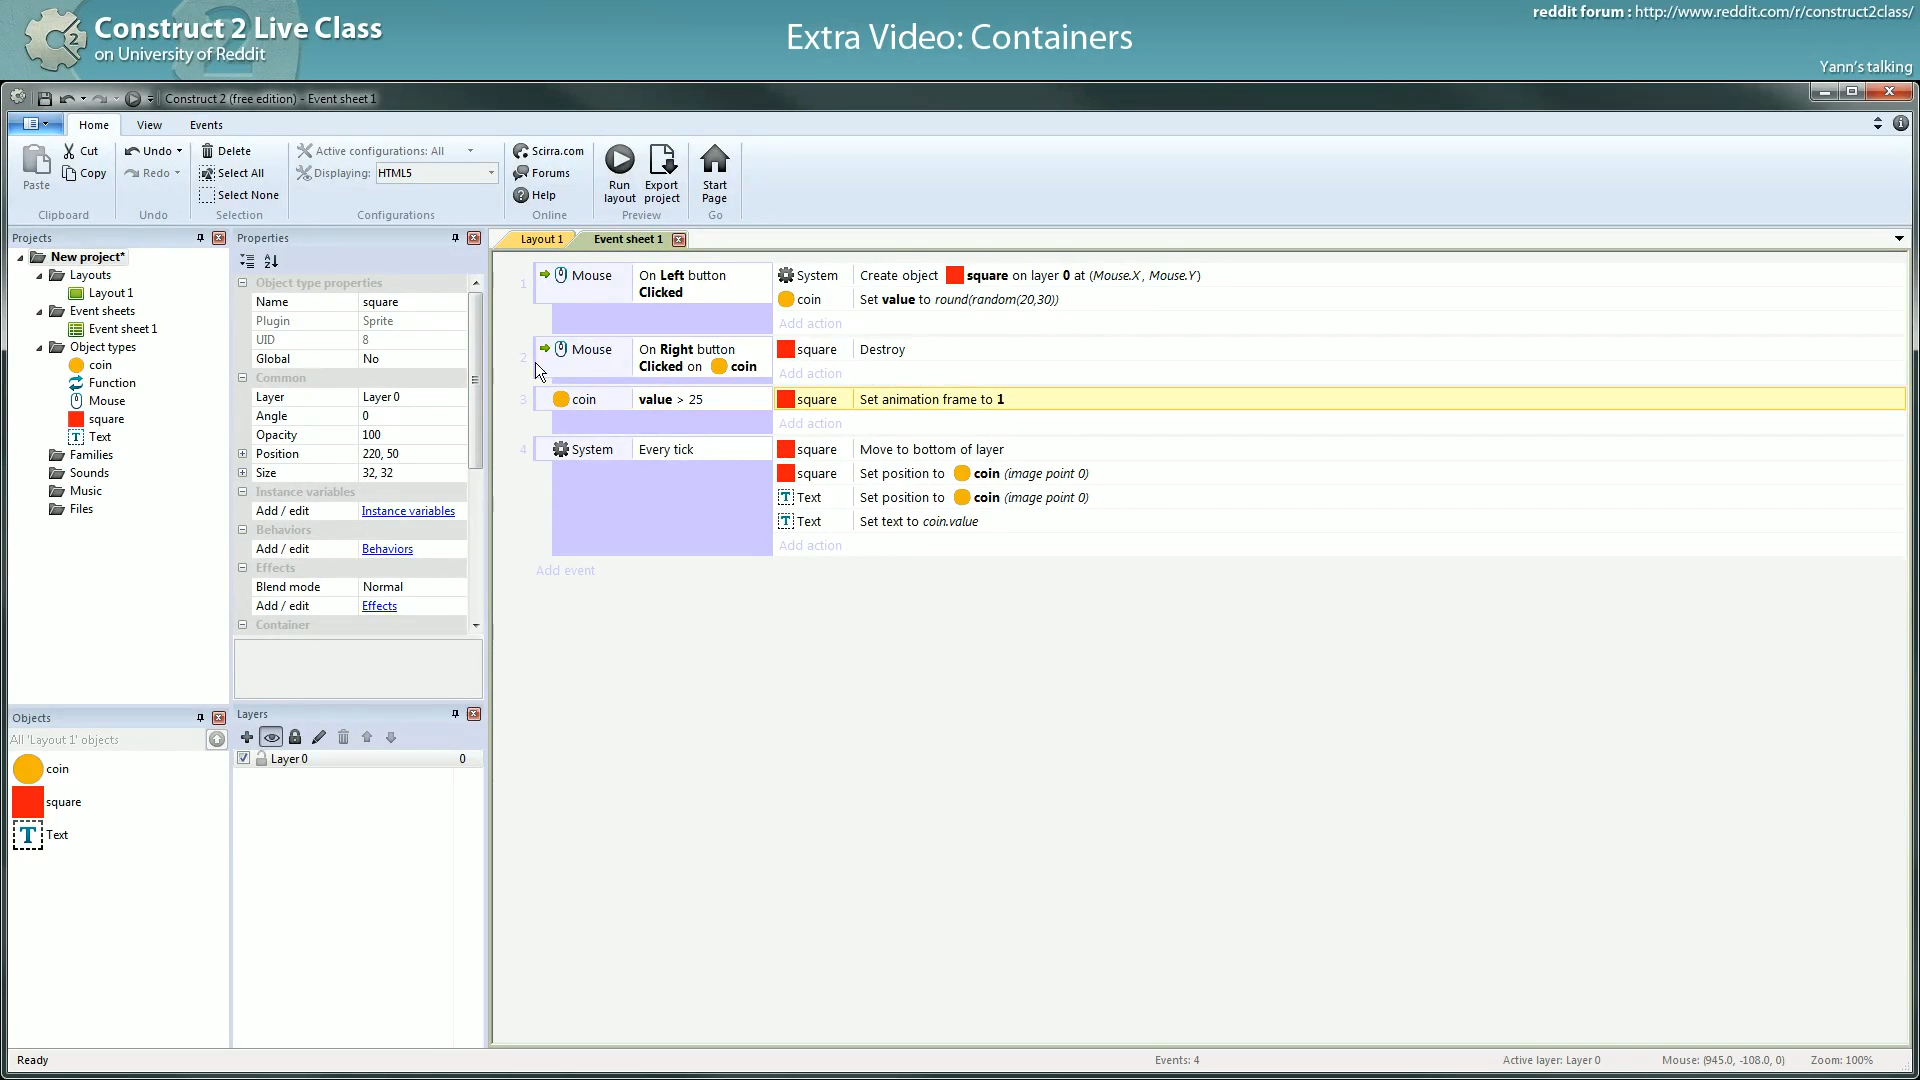 Construct 2 Live Class
on University of Reddit
Extra Video: Containers
reddit forum : http://www.reddit.com/r/construct2class/
Yann's talking
Construct 2 (free edition) - Event sheet 1
Home View Events
Paste
Cut
Copy
Clipboard
Undo
Redo
Undo
Delete
Select All
Select None
Selection
Active configurations: All
Displaying: HTML5
Configurations
Scirra.com
Forums
Help
Online
Run layout
Export project
Preview
Start Page
Go
Projects
New project*
Layouts
Layout 1
Event sheets
Event sheet 1
Object types
coin
Function
Mouse
square
Text
Families
Sounds
Music
Files
Properties
Object type properties
Name square
Plugin Sprite
UID 8
Global No
Common
Layer Layer 0
Angle 0
Opacity 100
Position 220, 50
Size 32, 32
Instance variables
Add / edit Instance variables
Behaviors
Add / edit Behaviors
Effects
Blend mode Normal
Add / edit Effects
Container
Layout 1 Event sheet 1
1 Mouse On Left button
Clicked
System Create object square on layer 0 at (Mouse.X, Mouse.Y)
coin Set value to round(random(20,30))
Add action
2 Mouse On Right button
Clicked on coin
square Destroy
Add action
3 coin value > 25
square Set animation frame to 1
Add action
4 System Every tick
square Move to bottom of layer
square Set position to coin (image point 0)
Text Set position to coin (image point 0)
Text Set text to coin.value
Add action
Add event
Objects
All 'Layout 1' objects
coin
square
T Text
Layers
Layer 0 0
Ready
Events: 4
Active layer: Layer 0
Mouse: (945.0, -108.0, 0)
Zoom: 100%